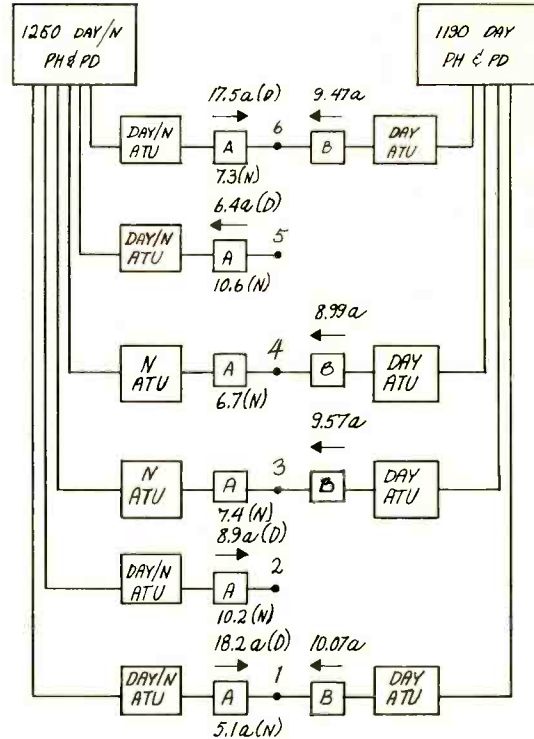 1250 DAY/N
PH & PD
1190 DAY
PH & PD
17.5a(D)
9.47a
6
DAY/N
ATU
A
B
DAY
ATU
7.3(N)
6.4a(D)
5
DAY/N
ATU
A
10.6(N)
8.99a
4
N
ATU
A
B
DAY
ATU
6.7(N)
9.57a
3
N
ATU
A
B
DAY
ATU
7.4(N)
8.9a(D)
2
DAY/N
ATU
A
10.2(N)
18.2a(D)
10.07a
1
DAY/N
ATU
A
B
DAY
ATU
5.1a(N)